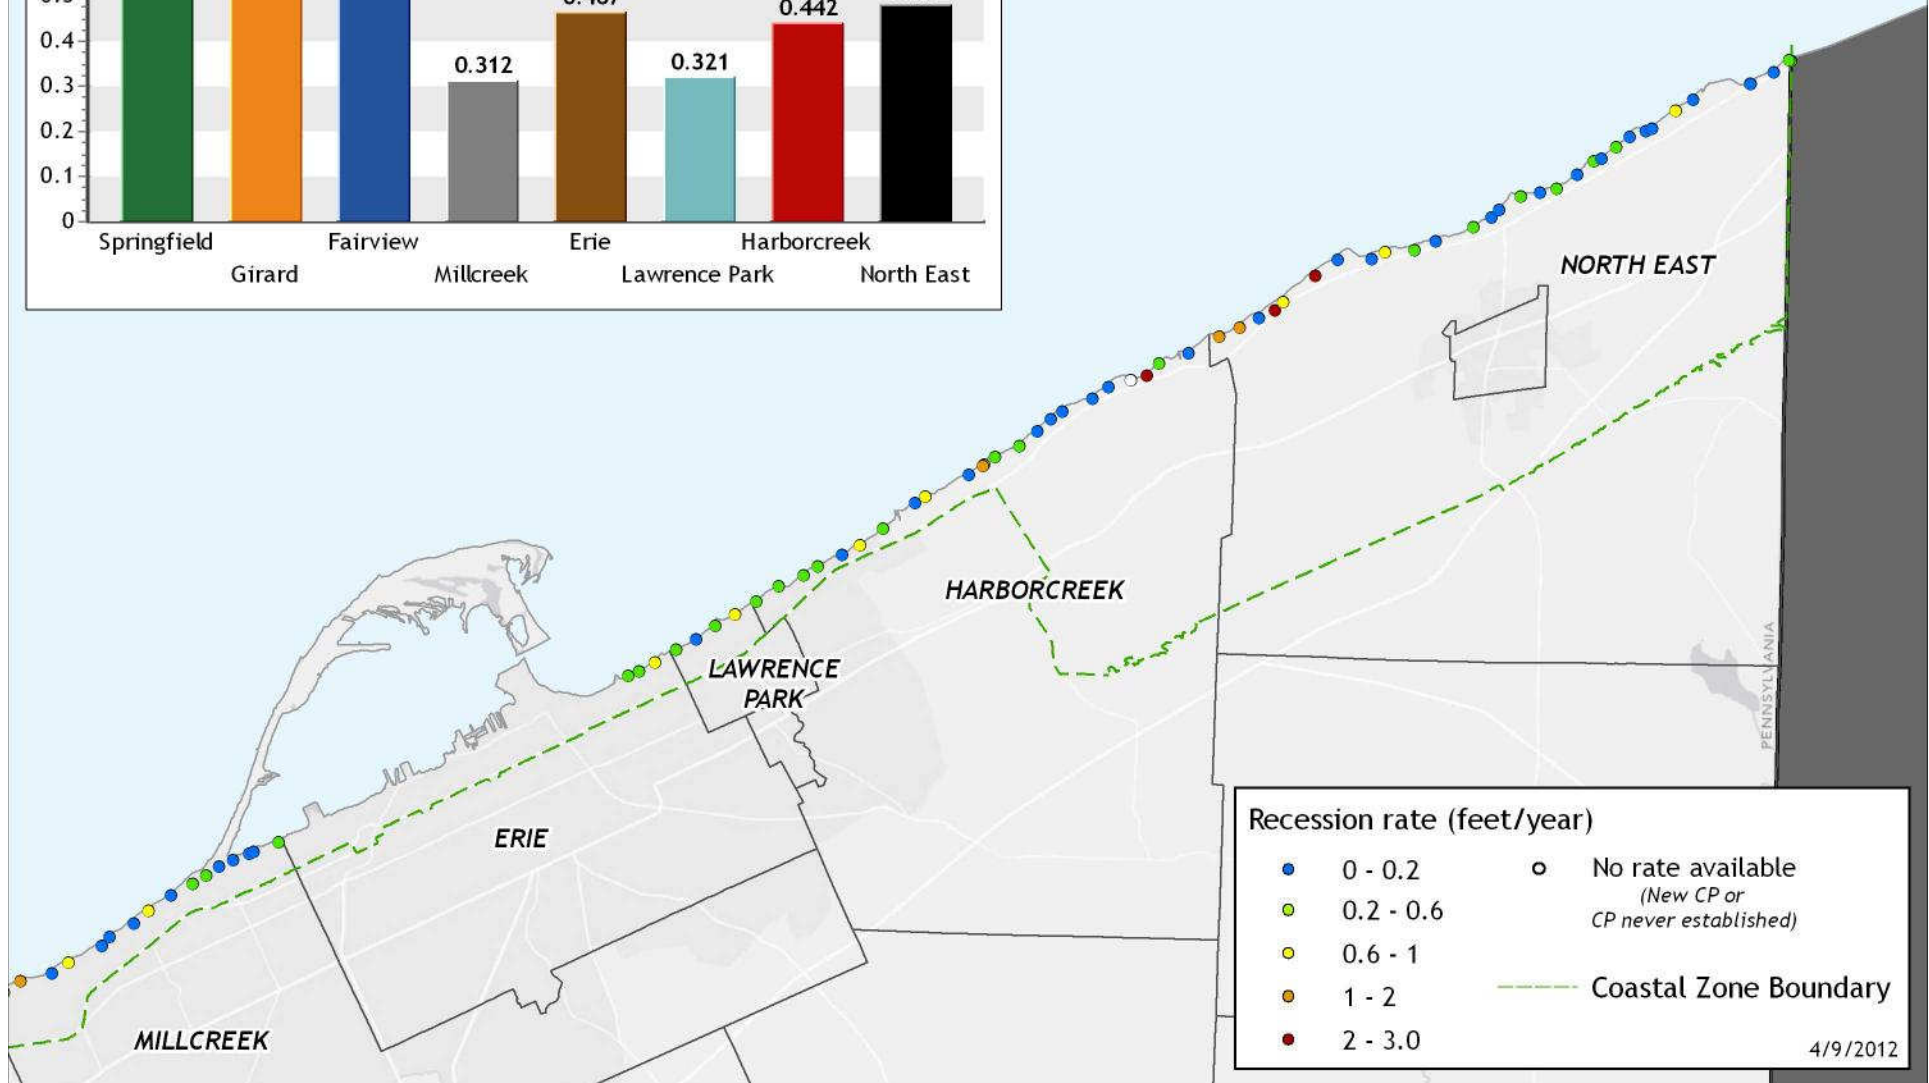 0.442
0.4
0.312
0.321
0.3
0.2
0.1
0
Springfield
Fairview
Erie
Harborcreek
Girard
Millcreek
Lawrence Park
North East
NORTH EAST
HARBORCREEK
LAWRENCE
PARK
PENNSYLVANIA
ERIE
MILLCREEK
Recession rate (feet/year)
0 - 0.2
0.2 - 0.6
0.6 - 1
1 - 2
2 - 3.0
No rate available
(New CP or
CP never established)
Coastal Zone Boundary
4/9/2012